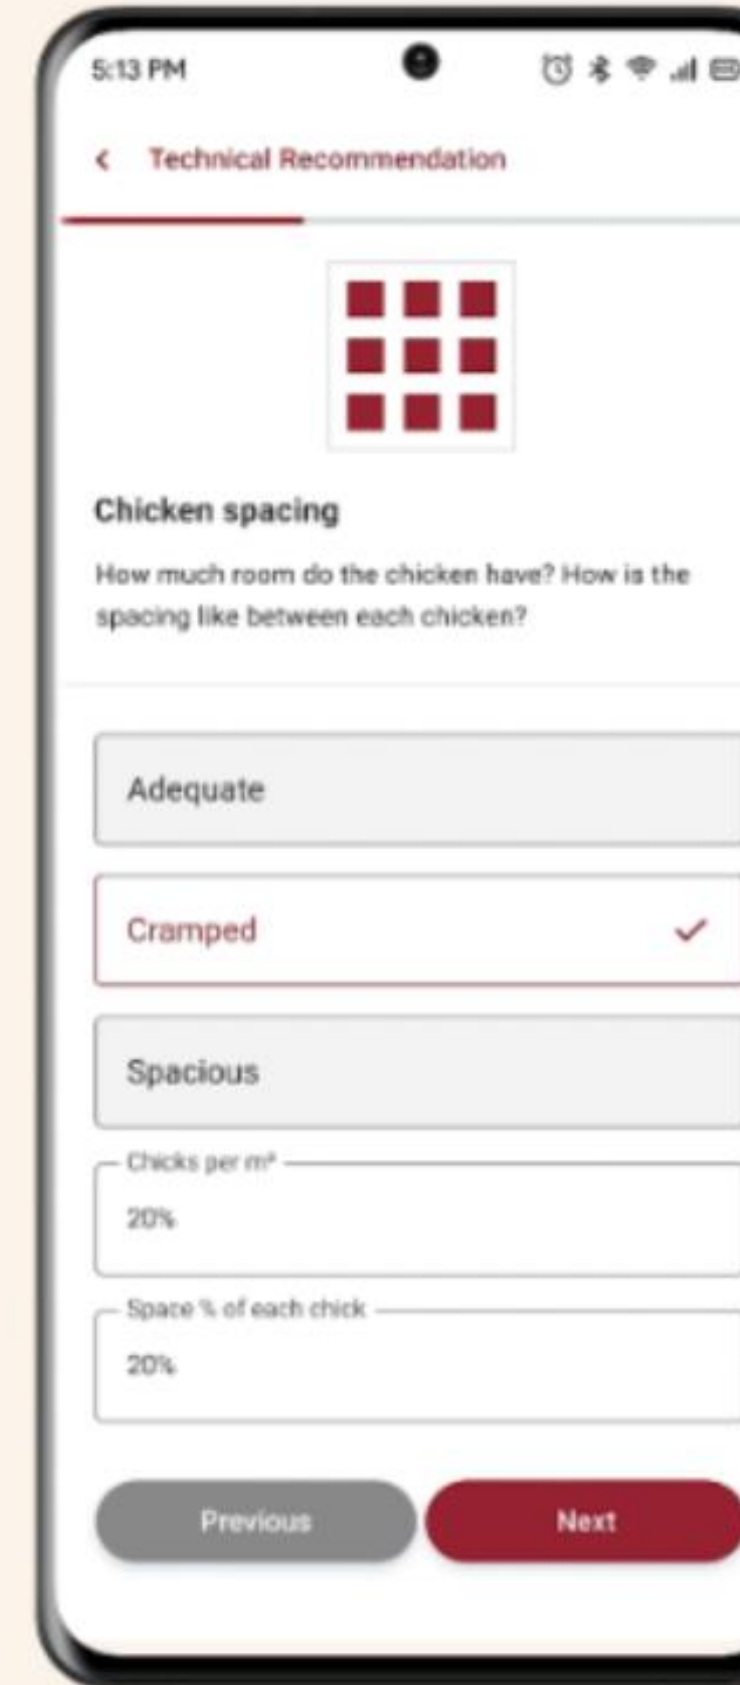 5:13 PM
Technical Recommendation
Chicken spacing
How much room do the chicken have? How is the
spacing like between each chicken?
Adequate
Cramped
Spacious
Chicks per m²
20%
Space % of each chick
20%
Previous
Next